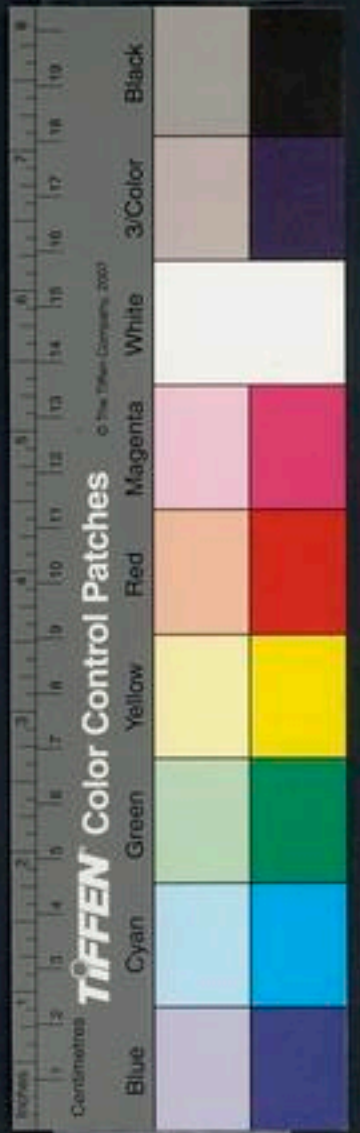 Inches 1 2 3 4 5 6 7 8
Centimetres 1 2 3 4 5 6 7 8 9 10 11 12 13 14 15 16 17 18 19
TIFFEN Color Control Patches
© The Tiffen Company, 2007
Blue Cyan Green Yellow Red Magenta White 3/Color Black